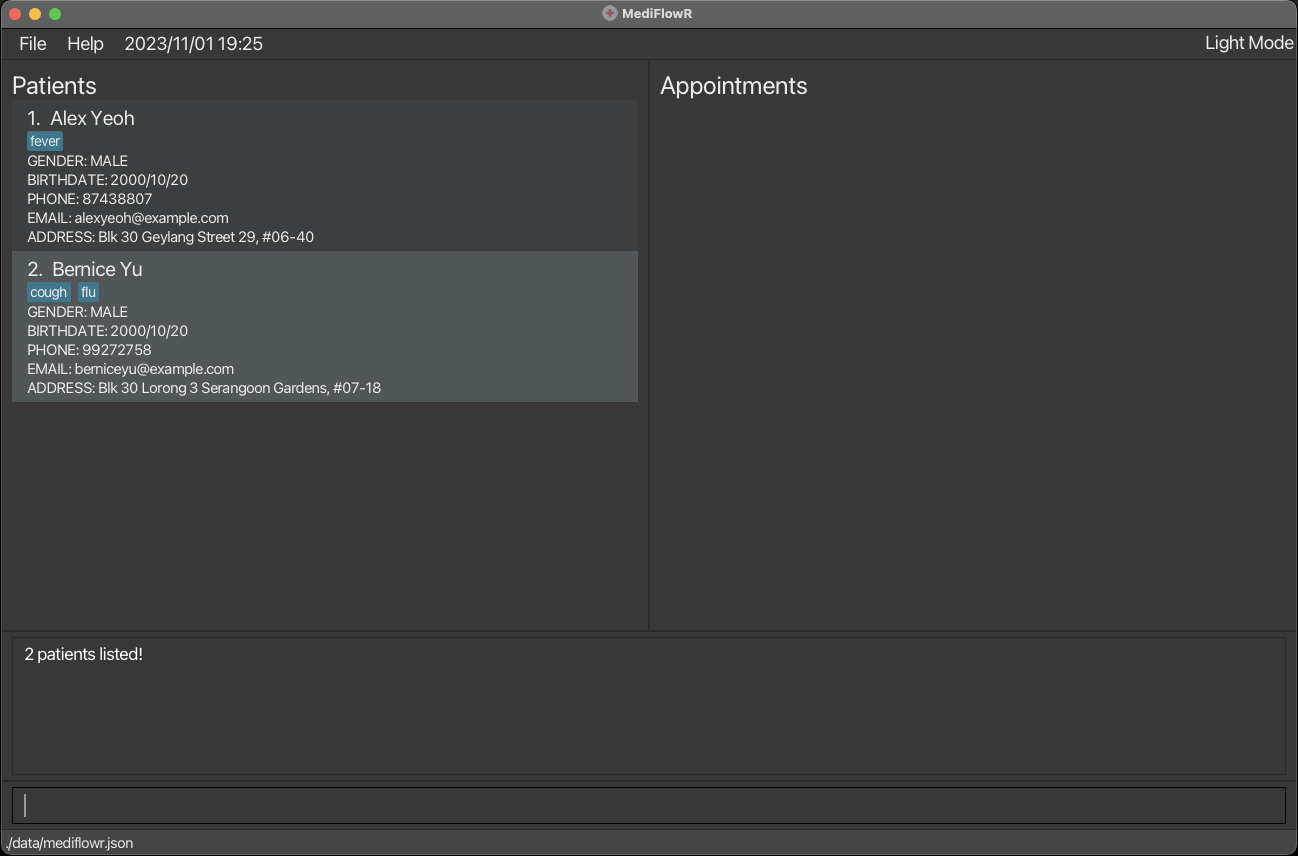 MediFlowR
File Help 2023/11/01 19:25 Light Mode
Patients
1. Alex Yeoh
fever
GENDER: MALE
BIRTHDATE: 2000/10/20
PHONE: 87438807
EMAIL: alexyeoh@example.com
ADDRESS: Blk 30 Geylang Street 29, #06-40
2. Bernice Yu
cough flu
GENDER: MALE
BIRTHDATE: 2000/10/20
PHONE: 99272758
EMAIL: berniceyu@example.com
ADDRESS: Blk 30 Lorong 3 Serangoon Gardens, #07-18
Appointments
2 patients listed!
./data/mediflowr.json